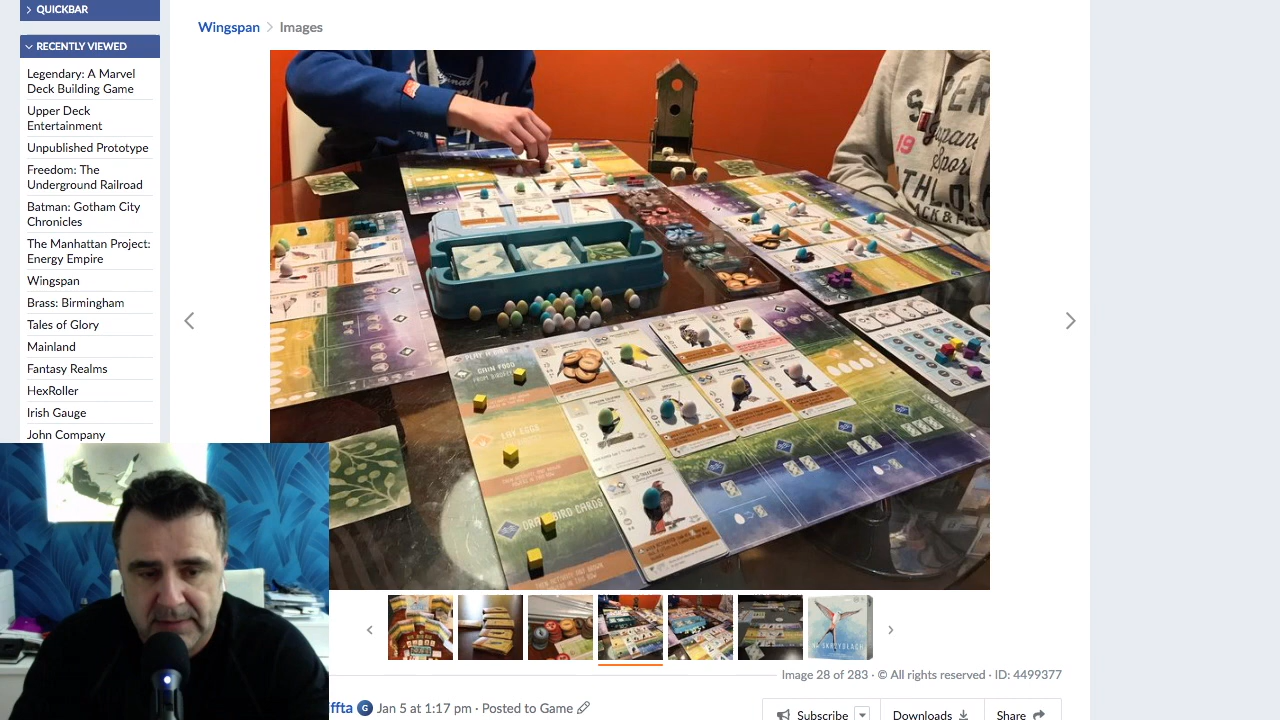 QUICKBAR
Wingspan > Images
RECENTLY VIEWED
Legendary: A Marvel
Deck Building Game
Upper Deck
Entertainment
Unpublished Prototype
Freedom: The
Underground Railroad
Batman: Gotham City
Chronicles
The Manhattan Project:
Energy Empire
Wingspan
Brass: Birmingham
Tales of Glory
Mainland
Fantasy Realms
HexRoller
Irish Gauge
John Company
19
GAIN FOOD
LAY EGGS
DRAW BIRD CARDS
Image 28 of 283 · © All rights reserved · ID: 4499377
ffta G Jan 5 at 1:17 pm · Posted to Game
Subscribe
Downloads
Share